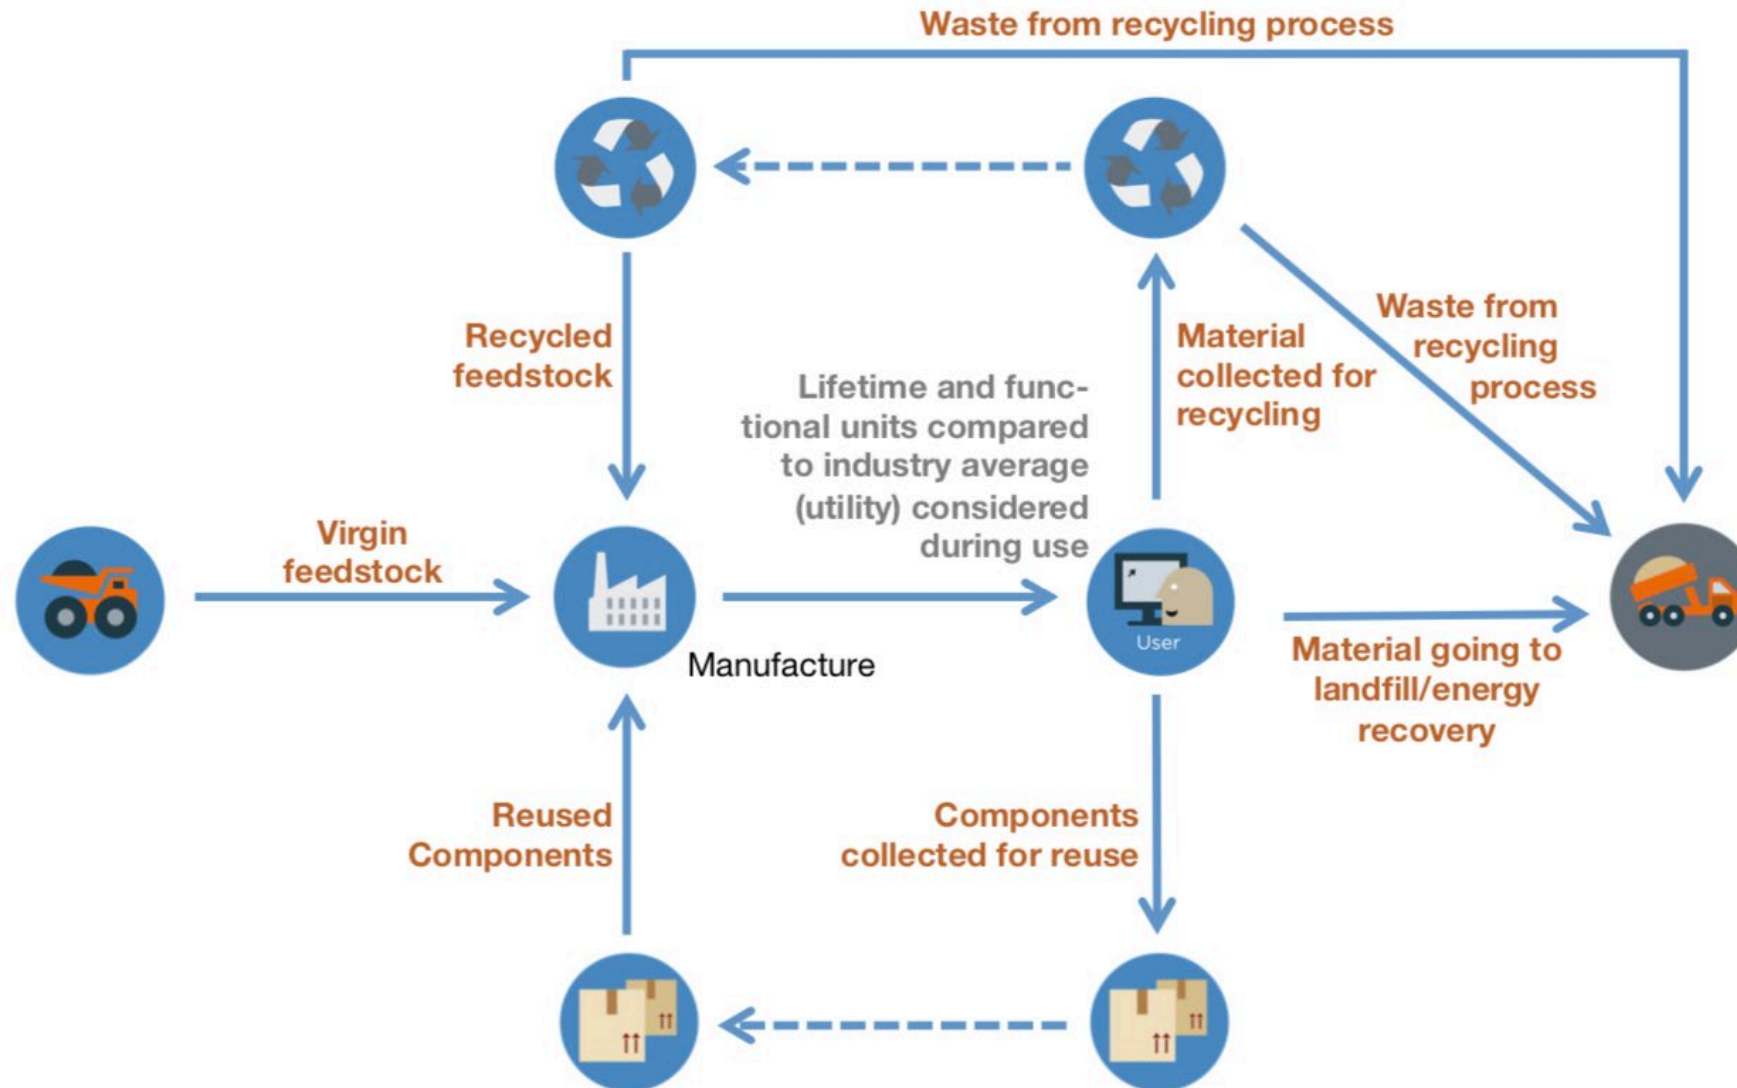 Waste from recycling process
Recycled
feedstock
Material
collected for
recycling
Waste from
recycling
process
Lifetime and func-
tional units compared
to industry average
(utility) considered
during use
Virgin
feedstock
Manufacture
User
Material going to
landfill/energy
recovery
Reused
Components
Components
collected for reuse